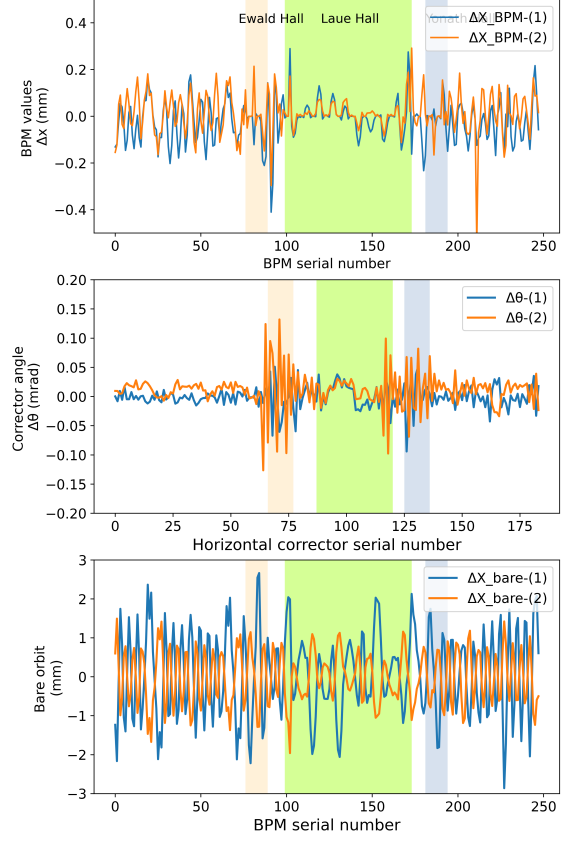 Ewald Hall Laue Hall
ΔX_BPM-(1)
ΔX_BPM-(2)
0.4
0.2
0.0
−0.2
−0.4
BPM values
Δx (mm)
0 50 100 150 200 250
BPM serial number
Δθ-(1)
Δθ-(2)
0.20
0.15
0.10
0.05
0.00
−0.05
−0.10
−0.15
−0.20
Corrector angle
Δθ (mrad)
0 25 50 75 100 125 150 175
Horizontal corrector serial number
ΔX_bare-(1)
ΔX_bare-(2)
3
2
1
0
−1
−2
−3
Bare orbit
(mm)
0 50 100 150 200 250
BPM serial number